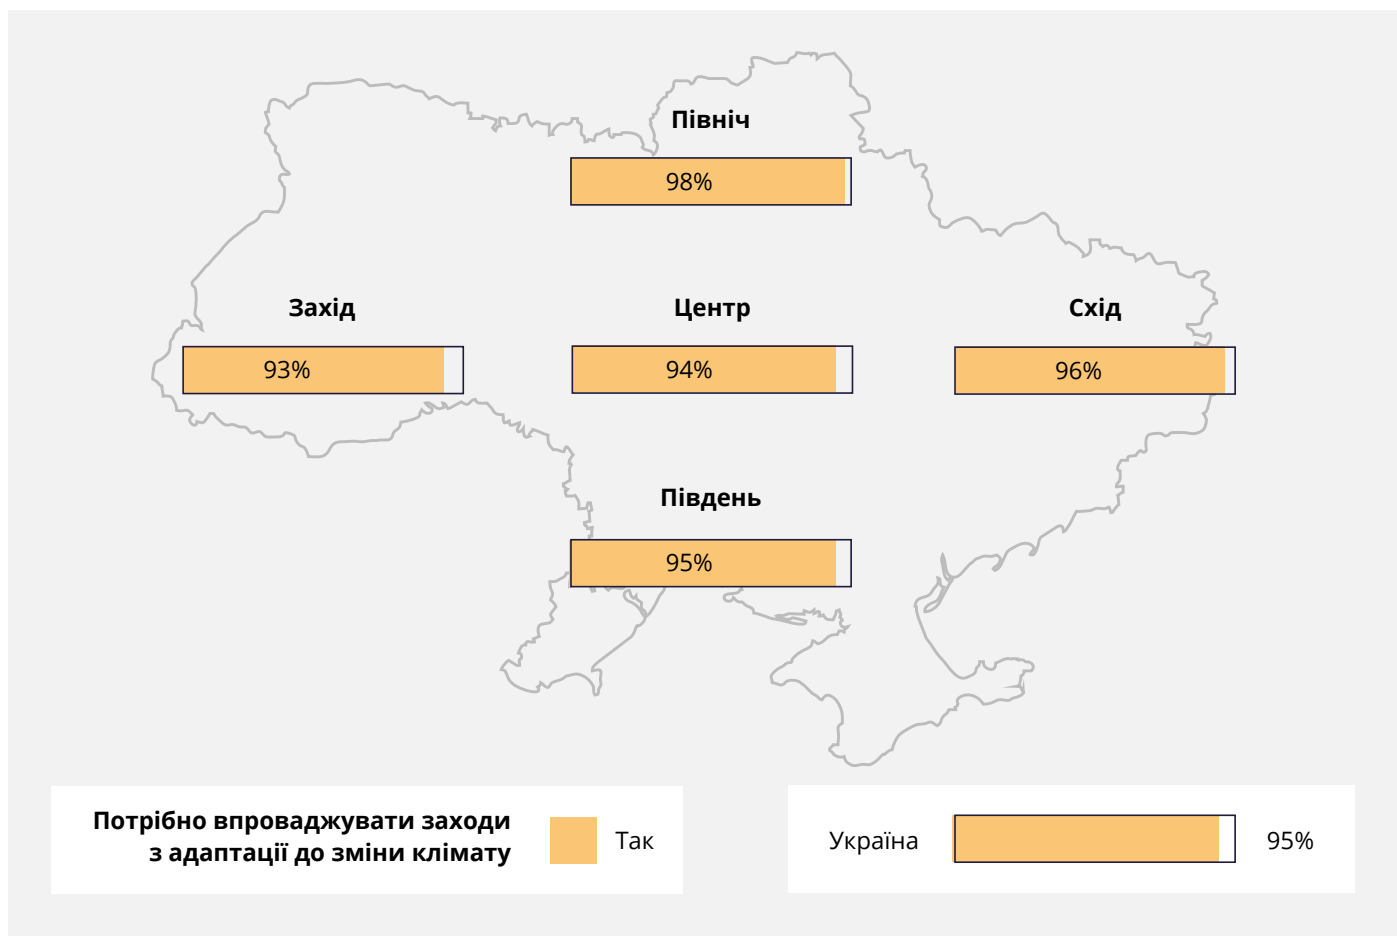 Північ
98%
Захід
Центр
Схід
93%
94%
96%
Південь
95%
Потрібно впроваджувати заходи
з адаптації до зміни клімату
Так
Україна
95%